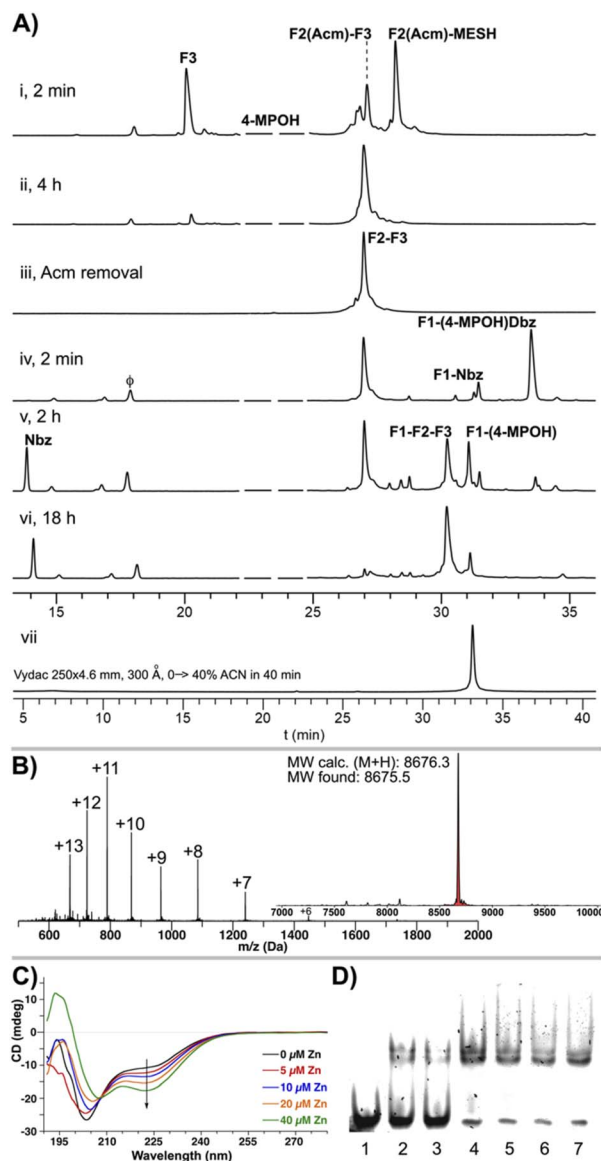 A)
F2(Acm)-F3 F2(Acm)-MESH
F3
i, 2 min
4-MPOH
ii, 4 h
F2-F3
iii, Acm removal
F1-(4-MPOH)Dbz
iv, 2 min
ϕ
F1-Nbz
v, 2 h
Nbz
F1-F2-F3 F1-(4-MPOH)
vi, 18 h
15 20 25 30 35
vii
Vydac 250x4.6 mm, 300 Å, 0-> 40% ACN in 40 min
5 10 15 20 25 30 35 40
t (min)
B)
+11
MW calc. (M+H): 8676.3
MW found: 8675.5
+12
+10
+13
+9
+8
+7
7000 7500 8000 8500 9000 9500 10000
+6
600 800 1000 1200 1400 1600 1800 2000
m/z (Da)
C)
D)
CD (mdeg)
10
0
-10
-20
-30
0 µM Zn
5 µM Zn
10 µM Zn
20 µM Zn
40 µM Zn
195 210 225 240 255 270
Wavelength (nm)
1 2 3 4 5 6 7